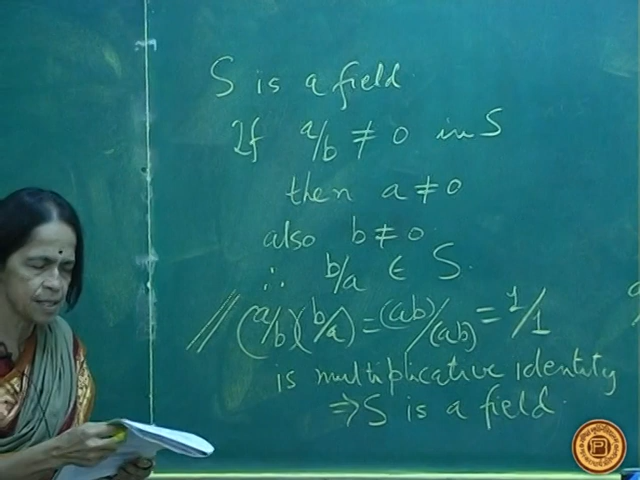 S is a field.
If a/b ≠ 0 in S
then a ≠ 0
also b ≠ 0.
∴ b/a ∈ S.
// (a/b)(b/a) = (ab)/(ab) = 1/1
is multiplicative identity
⇒ S is a field.